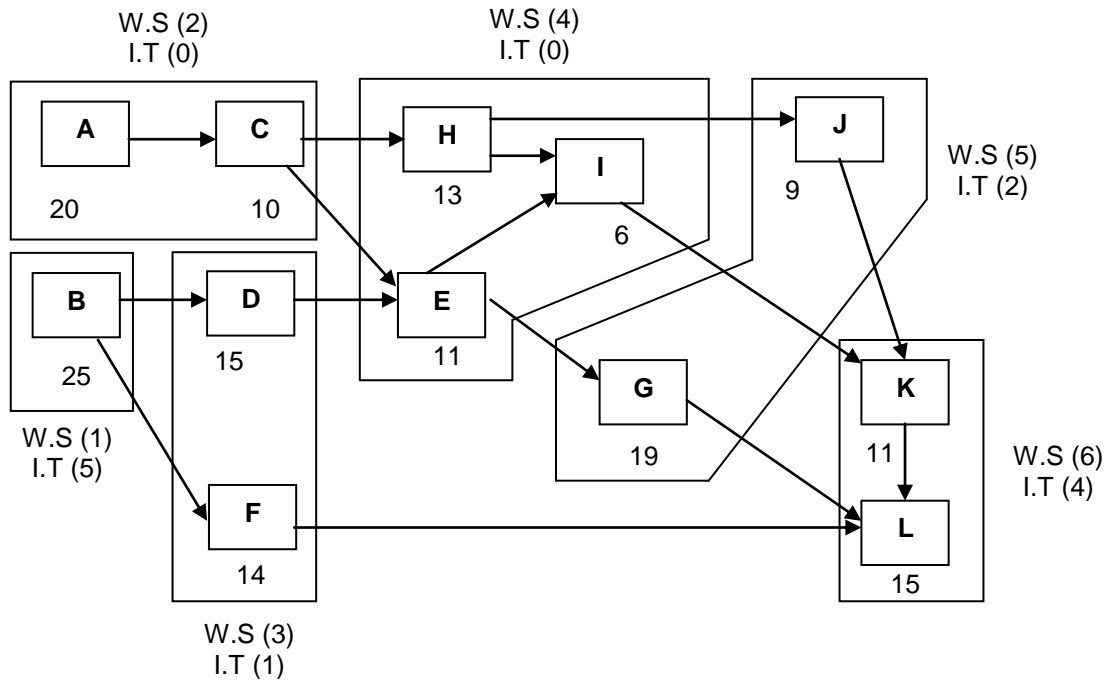 W.S (2)
I.T (0)
W.S (4)
I.T (0)
A
C
H
I
J
20
10
13
6
9
W.S (5)
I.T (2)
B
D
E
25
15
11
G
K
W.S (1)
I.T (5)
19
11
W.S (6)
I.T (4)
F
L
14
15
W.S (3)
I.T (1)